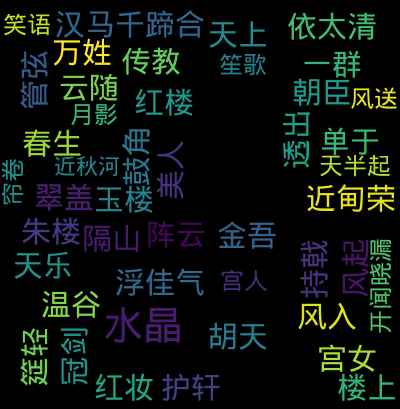 笑语
汉马千蹄合
天上
依太清
万姓
传教
笙歌
一群
管弦
云随
红楼
朝臣
风送
月影
透出
单于
春生
鼓角
美人
近秋河
天半起
帘卷
翠盖
玉楼
近甸荣
朱楼
隔山
阵云
金吾
天乐
持戟
风起
开闻晓漏
浮佳气
宫人
温谷
水晶
风入
胡天
筵轻
冠剑
宫女
红妆
护轩
楼上